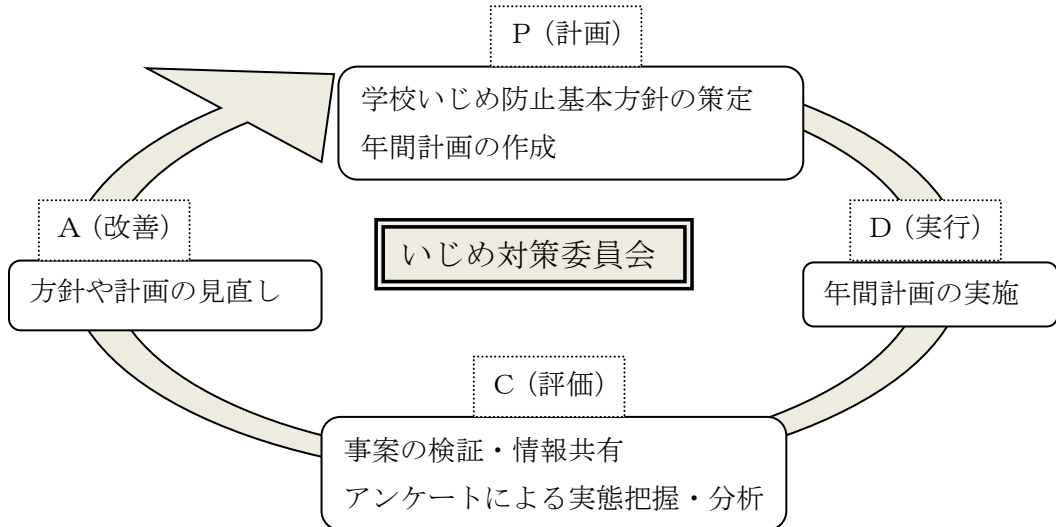 P（計画）
学校いじめ防止基本方針の策定
年間計画の作成
A（改善）
方針や計画の見直し
いじめ対策委員会
D（実行）
年間計画の実施
C（評価）
事案の検証・情報共有
アンケートによる実態把握・分析